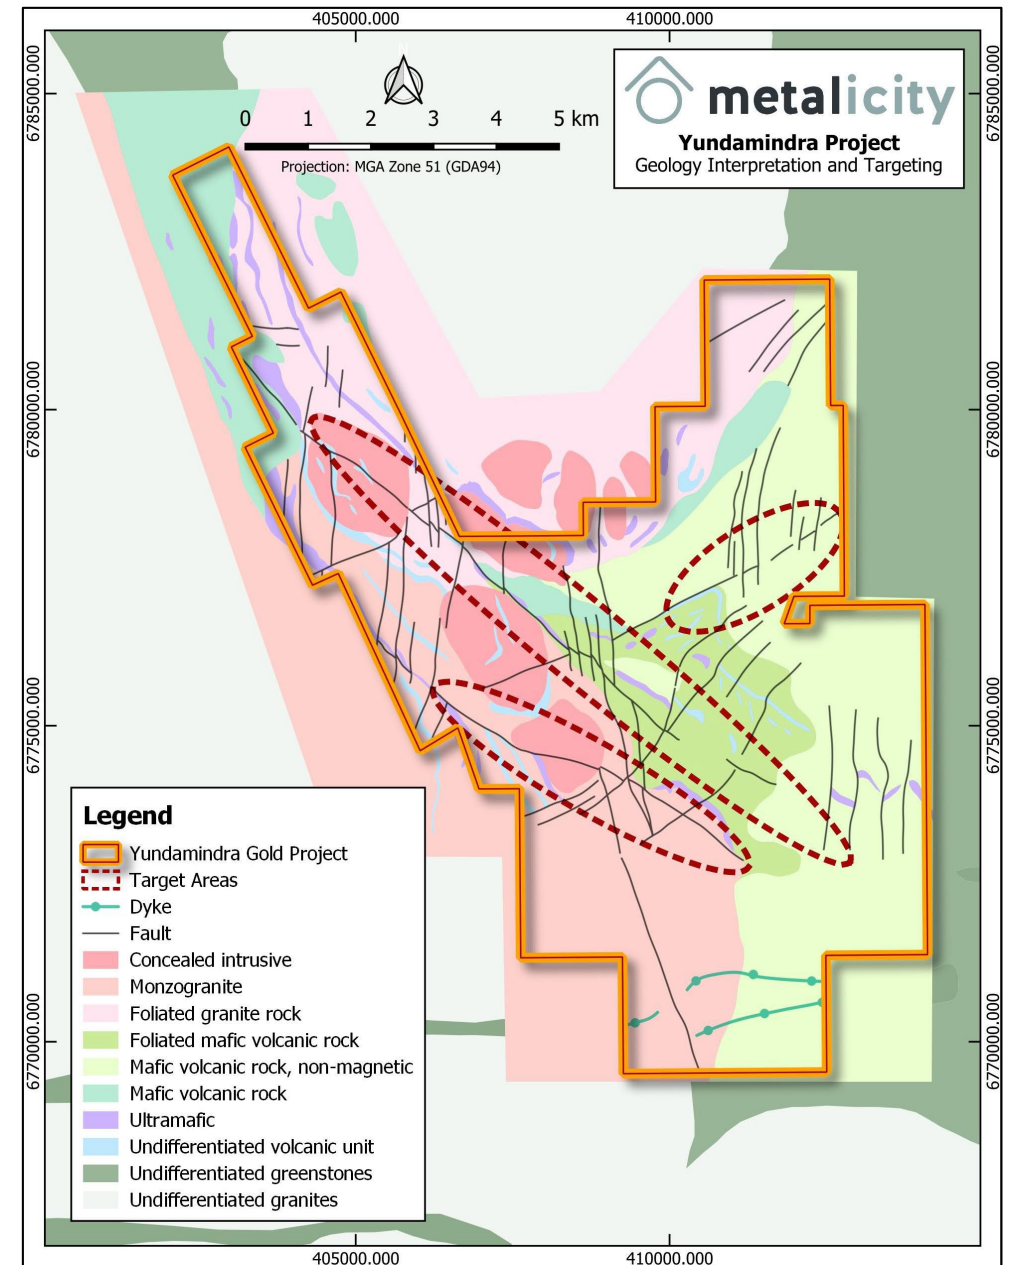 405000.000
410000.000
6785000.000
6785000.000
N
metalicity
Yundamindra Project
Geology Interpretation and Targeting
0 1 2 3 4 5 km
Projection: MGA Zone 51 (GDA94)
6780000.000
6780000.000
6775000.000
6775000.000
6770000.000
6770000.000
Legend
Yundamindra Gold Project
Target Areas
Dyke
Fault
Concealed intrusive
Monzogranite
Foliated granite rock
Foliated mafic volcanic rock
Mafic volcanic rock, non-magnetic
Mafic volcanic rock
Ultramafic
Undifferentiated volcanic unit
Undifferentiated greenstones
Undifferentiated granites
405000.000
410000.000